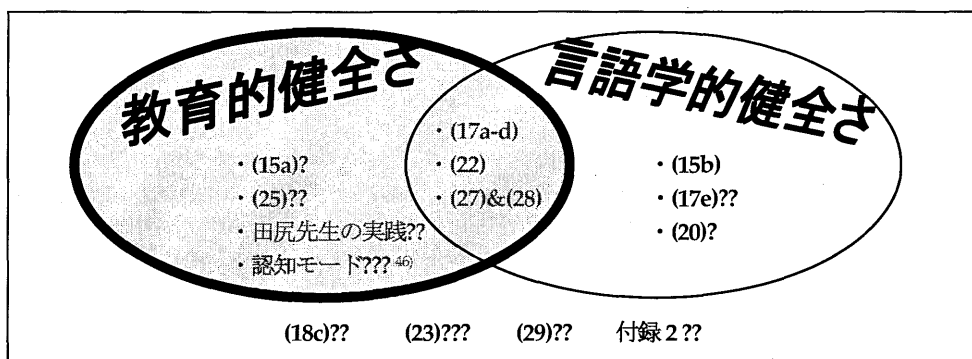 教育的健全さ
言語学的健全さ
・(15a)?
・(25)??
・田尻先生の実践??
・認知モード??? 46)
・(17a-d)
・(22)
・(27)&(28)
・(15b)
・(17e)??
・(20)?
(18c)?? (23)??? (29)?? 付録2??